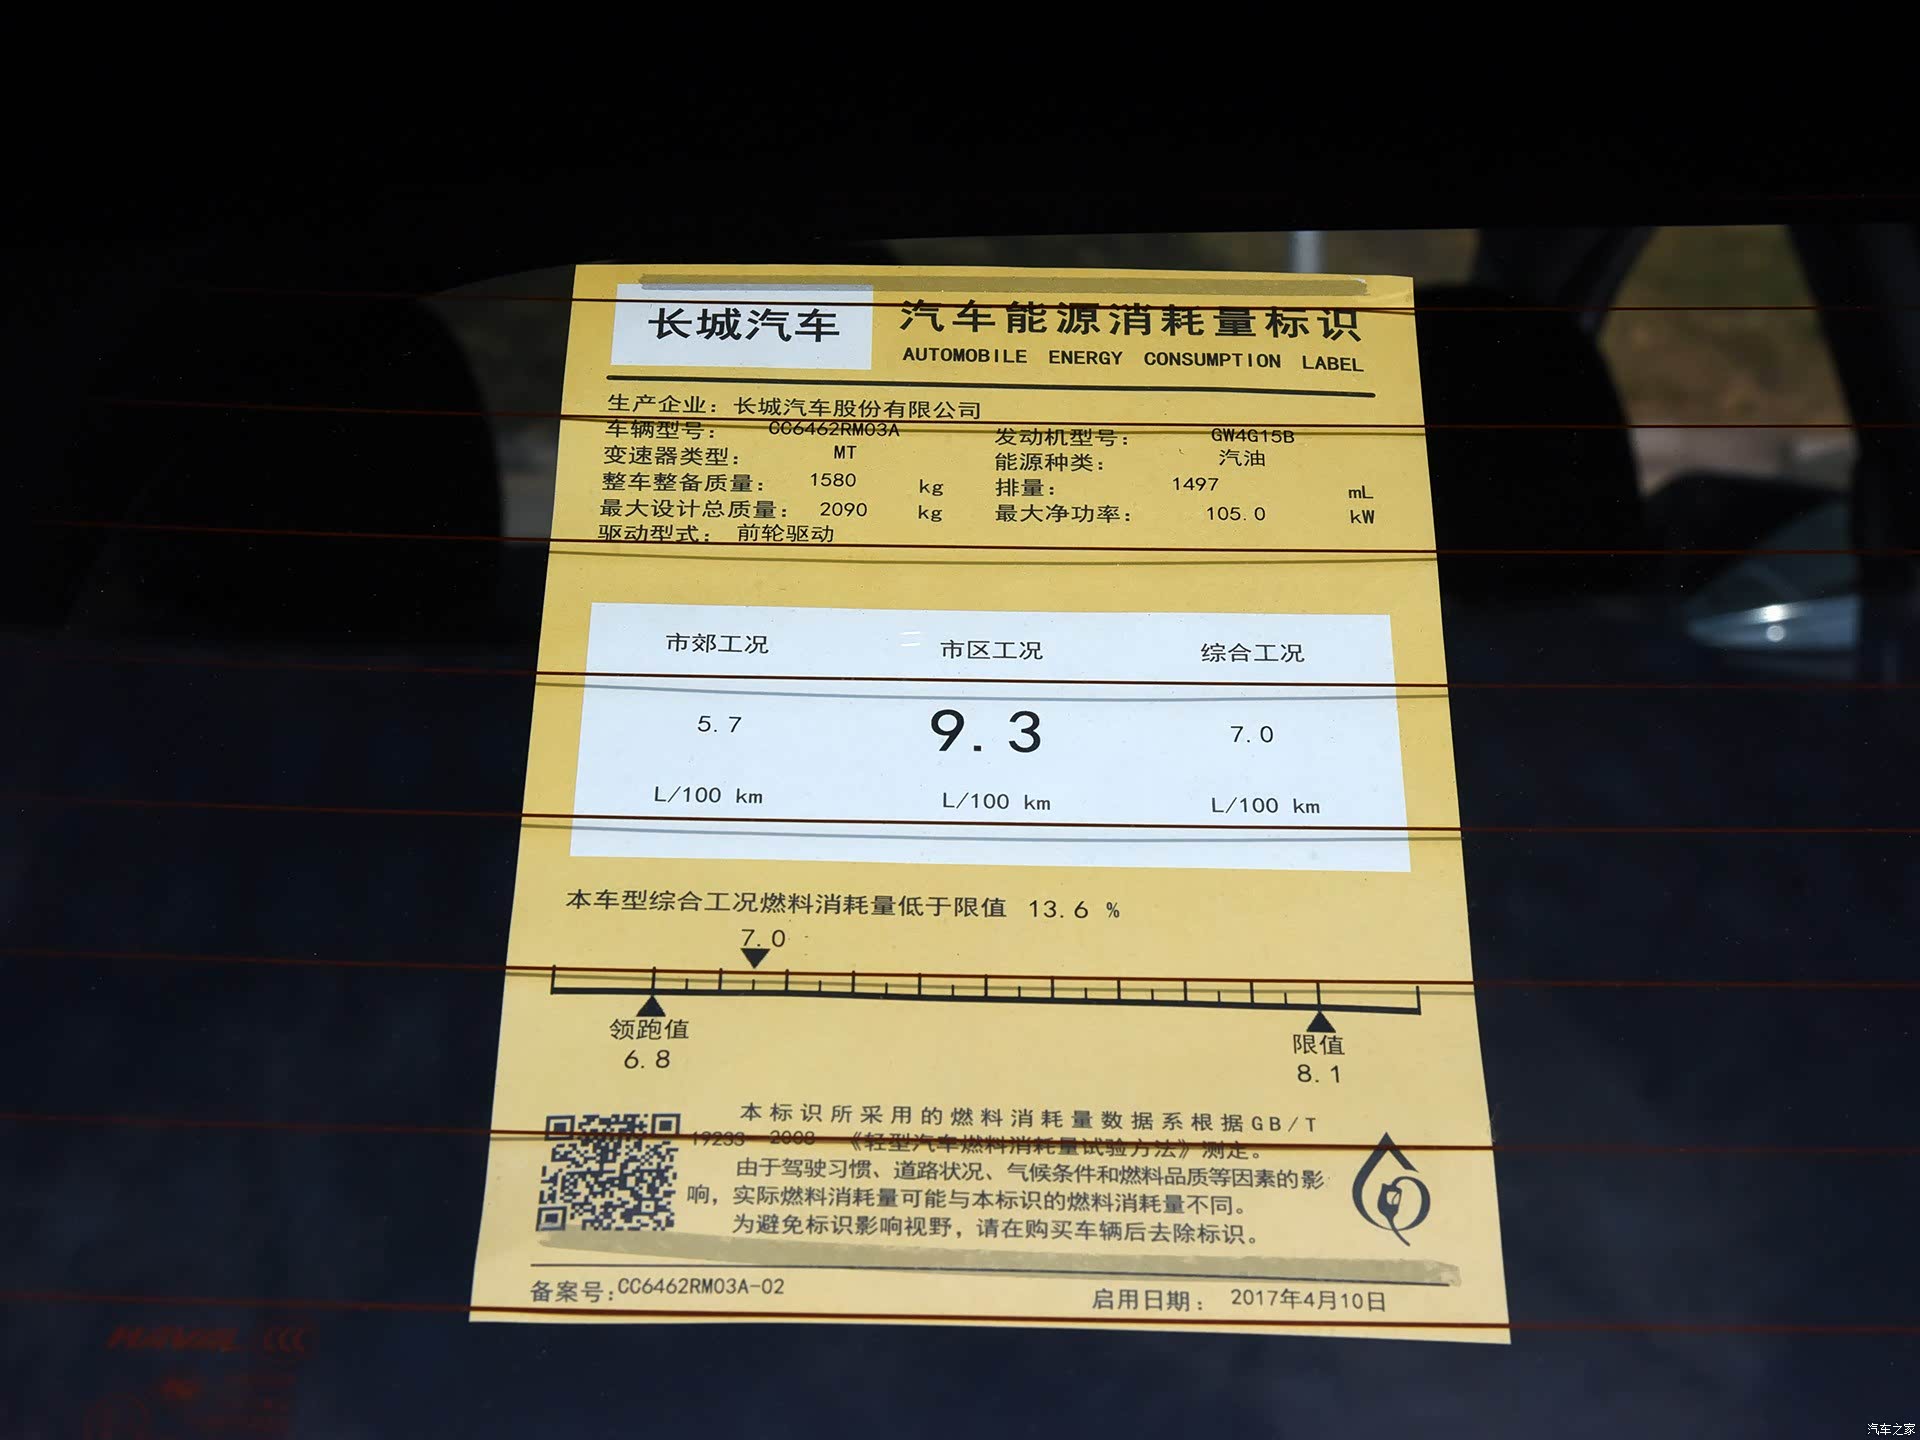 长城汽车
汽车能源消耗量标识
AUTOMOBILE ENERGY CONSUMPTION LABEL
生产企业：长城汽车股份有限公司
车辆型号： CC6462RM03A 发动机型号： GW4G15B
变速器类型： MT 能源种类： 汽油
整车整备质量： 1580 kg 排量： 1497 mL
最大设计总质量： 2090 kg 最大净功率： 105.0 kW
驱动型式： 前轮驱动
市郊工况 市区工况 综合工况
5.7 9.3 7.0
L/100 km L/100 km L/100 km
本车型综合工况燃料消耗量低于限值 13.6 %
7.0
领跑值 限值
6.8 8.1
本标识所采用的燃料消耗量数据系根据GB/T
19233-2008 《轻型汽车燃料消耗量试验方法》测定。
由于驾驶习惯、道路状况、气候条件和燃料品质等因素的影
响，实际燃料消耗量可能与本标识的燃料消耗量不同。
为避免标识影响视野，请在购买车辆后去除标识。
备案号：CC6462RM03A-02 启用日期： 2017年4月10日
HAVAL CCC
汽车之家